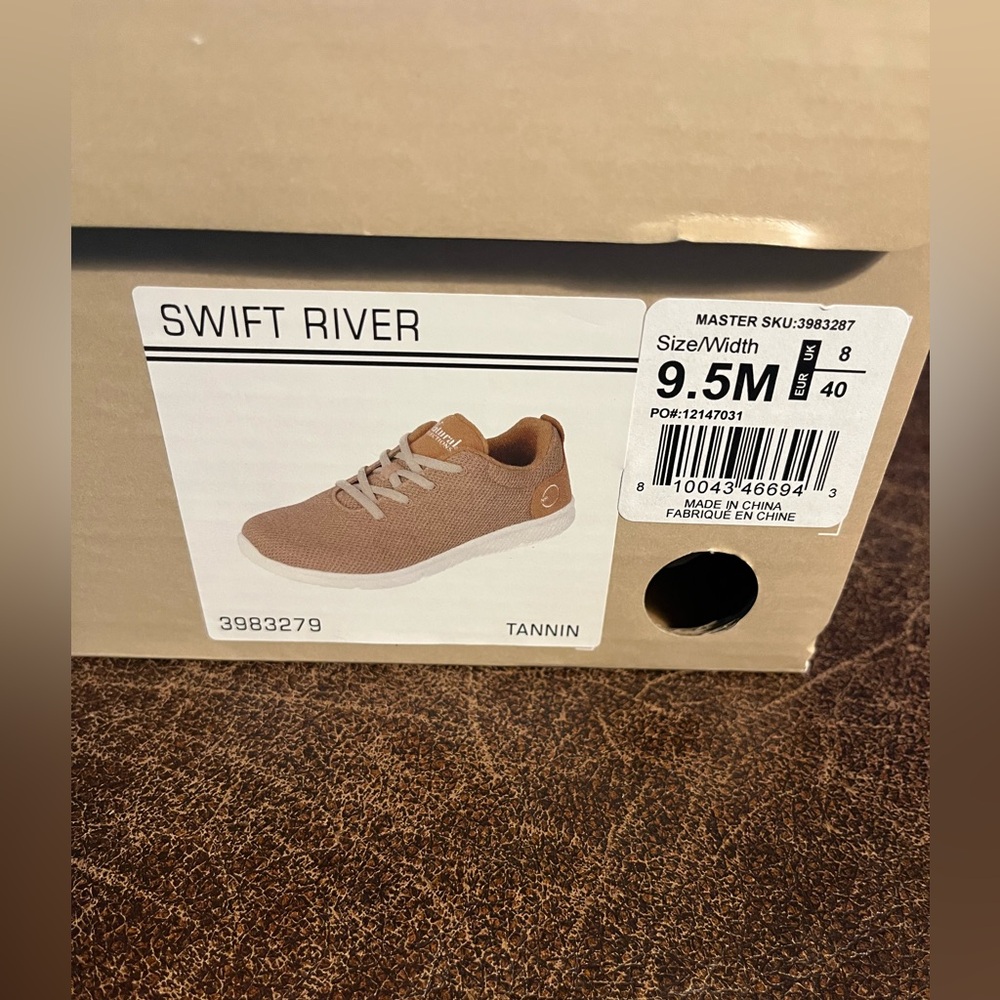 SWIFT RIVER
3983279
TANNIN
MASTER SKU:3983287
Size/Width
9.5M
UK 8
EUR 40
PO#:12147031
8 10043 46694 3
MADE IN CHINA
FABRIQUÉ EN CHINE